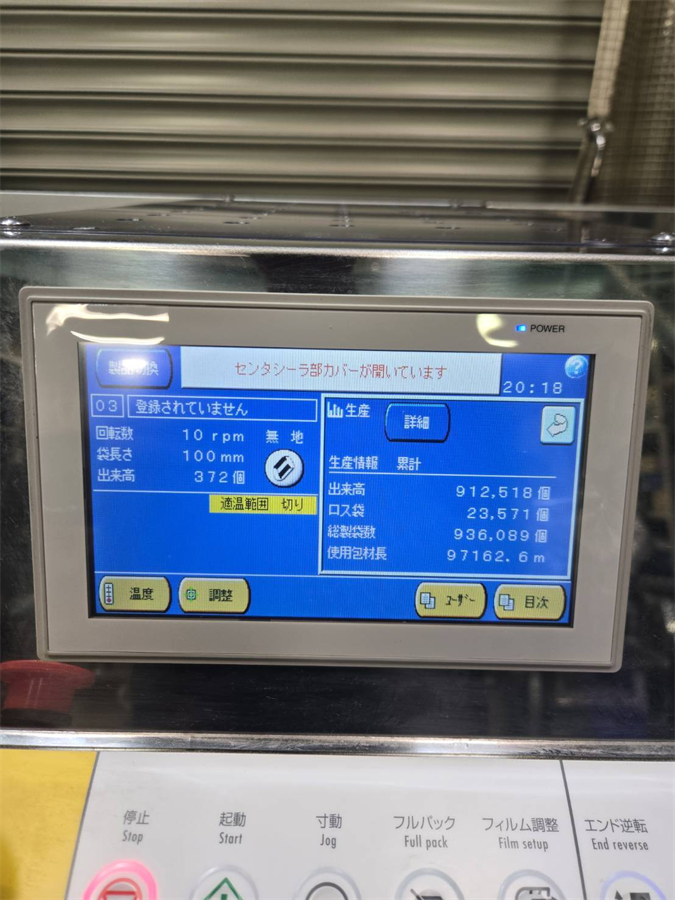 POWER
製品切換
センタシーラ部カバーが開いています
?
20:18
03 登録されていません
生産
詳細
回転数 10 rpm 無 地
袋長さ 100 mm
出来高 372 個
適温範囲 切り
生産情報 累計
出来高 912,518 個
ロス袋 23,571 個
総製袋数 936,089 個
使用包材長 97162.6 m
温度
調整
ユーザー
目次
停止
Stop
起動
Start
寸動
Jog
フルパック
Full pack
フィルム調整
Film setup
エンド逆転
End reverse